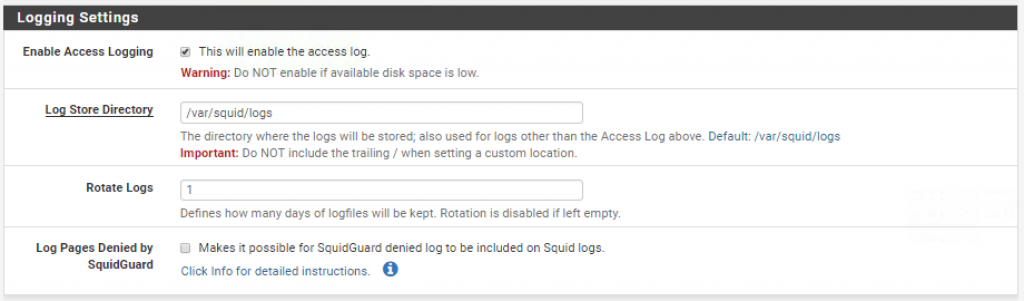 Logging Settings
Enable Access Logging
This will enable the access log.
Warning: Do NOT enable if available disk space is low.
Log Store Directory
/var/squid/logs
The directory where the logs will be stored; also used for logs other than the Access Log above. Default: /var/squid/logs
Important: Do NOT include the trailing / when setting a custom location.
Rotate Logs
1
Defines how many days of logfiles will be kept. Rotation is disabled if left empty.
Log Pages Denied by
SquidGuard
Makes it possible for SquidGuard denied log to be included on Squid logs.
Click Info for detailed instructions.